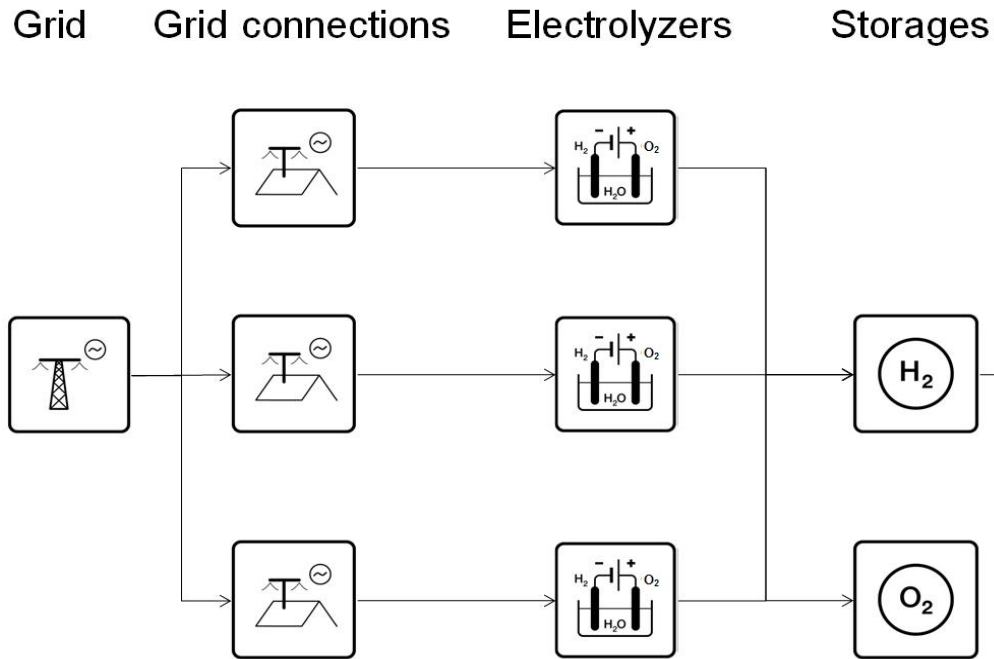 Grid Grid connections Electrolyzers Storages
~ − +
H₂ O₂
H₂O
~ ~ − +
H₂ O₂
H₂O
H₂
~ − +
H₂ O₂
H₂O
O₂